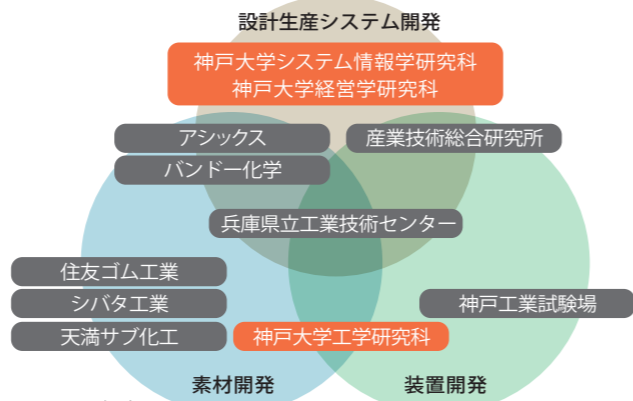 設計生産システム開発
神戸大学システム情報学研究科
神戸大学経営学研究科
アシックス
産業技術総合研究所
バンドー化学
兵庫県立工業技術センター
住友ゴム工業
シバタ工業
神戸工業試験場
天満サブ化工
神戸大学工学研究科
素材開発
装置開発